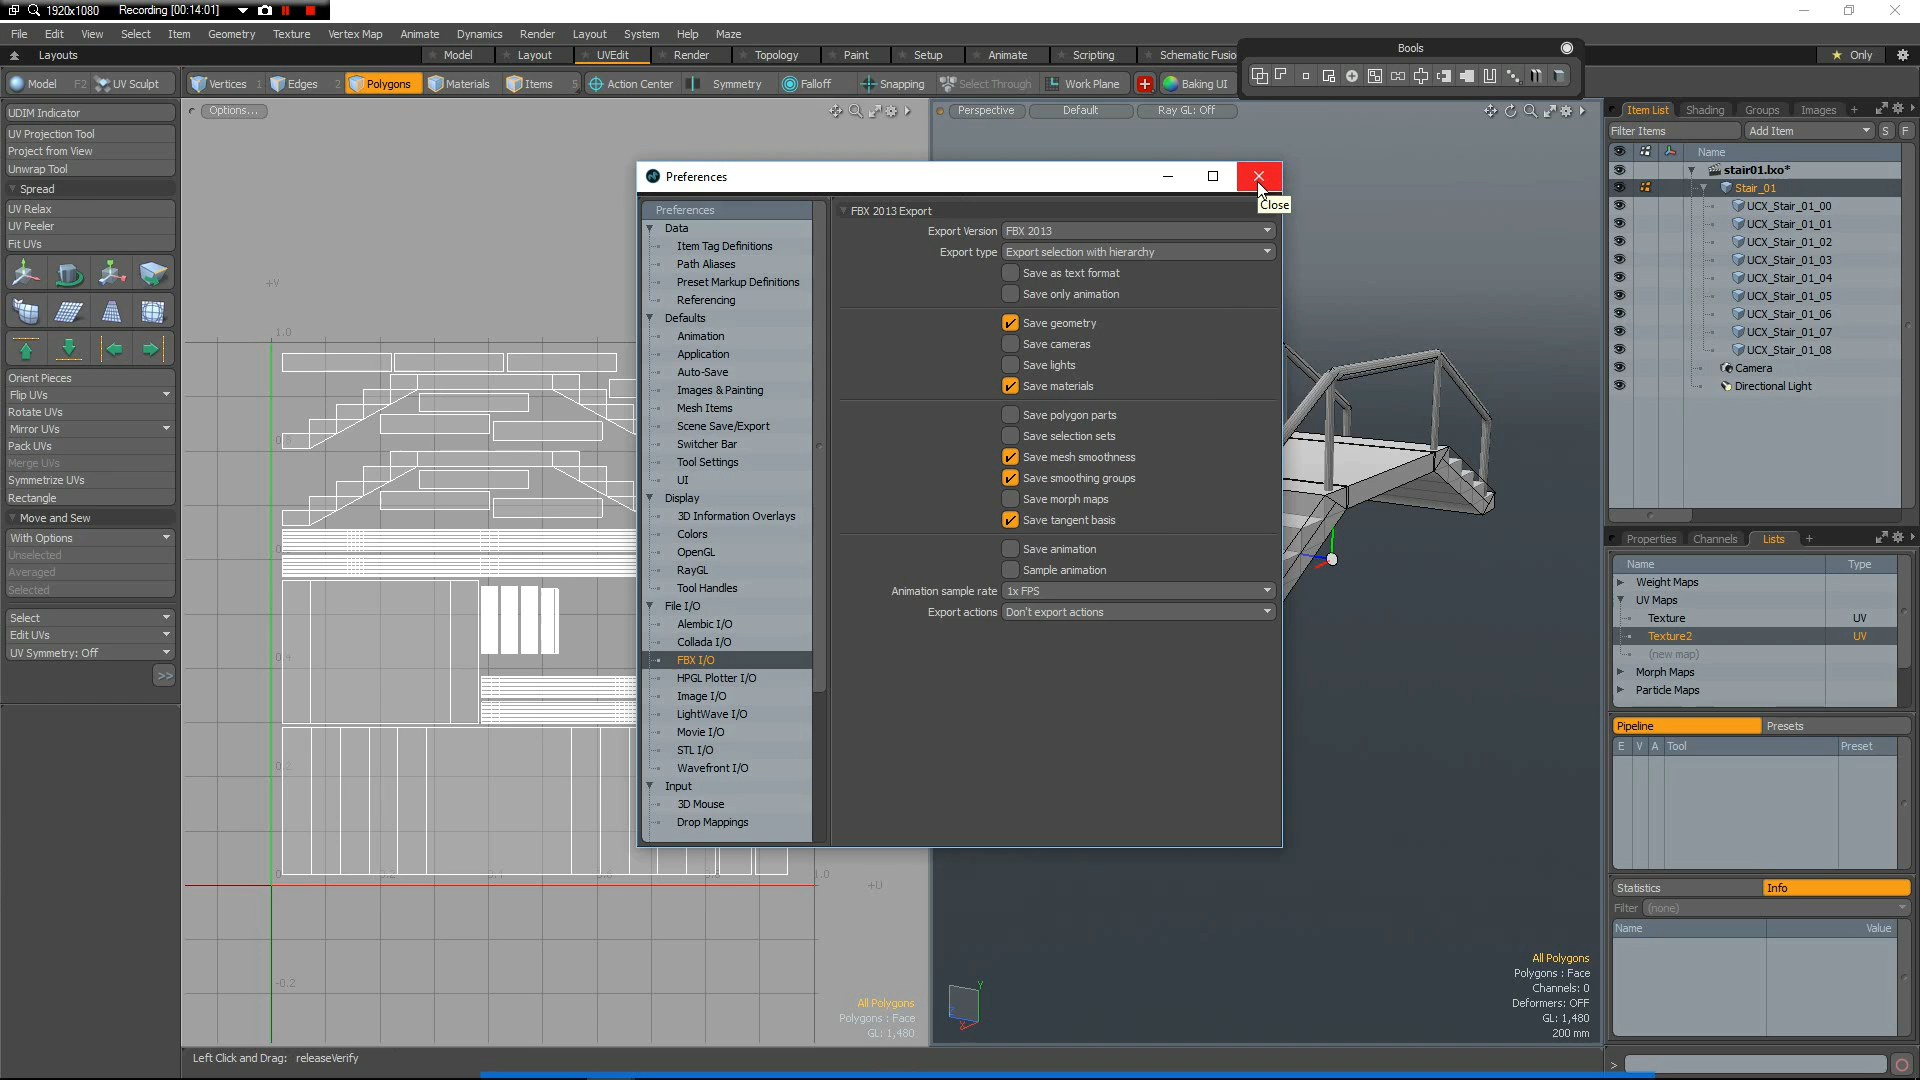 1920x1080 Recording [00:14:01]
File Edit View Select Item Geometry Texture Vertex Map Animate Dynamics Render Layout System Help Maze
Layouts Model Layout UVEdit Render Topology Paint Setup Animate Scripting Schematic Fusio Only
Bools
Model F2 UV Sculpt Vertices 1 Edges 2 Polygons Materials Items 5 Action Center Symmetry Falloff Snapping Select Through Work Plane Baking UI
UDIM Indicator
UV Projection Tool
Project from View
Unwrap Tool
Spread
UV Relax
UV Peeler
Fit UVs
Orient Pieces
Flip UVs
Rotate UVs
Mirror UVs
Pack UVs
Merge UVs
Symmetrize UVs
Rectangle
Move and Sew
With Options
Unselected
Averaged
Selected
Select
Edit UVs
UV Symmetry: Off
>>
Options...
+V
1.0
0.4
0.2
0
0.2
1.0
+U
-0.2
All Polygons
Polygons : Face
GL: 1,480
Left Click and Drag: releaseVerify
Preferences
Close
Preferences
Data
Item Tag Definitions
Path Aliases
Preset Markup Definitions
Referencing
Defaults
Animation
Application
Auto-Save
Images & Painting
Mesh Items
Scene Save/Export
Switcher Bar
Tool Settings
UI
Display
3D Information Overlays
Colors
OpenGL
RayGL
Tool Handles
File I/O
Alembic I/O
Collada I/O
FBX I/O
HPGL Plotter I/O
Image I/O
LightWave I/O
Movie I/O
STL I/O
Wavefront I/O
Input
3D Mouse
Drop Mappings
FBX 2013 Export
Export Version FBX 2013
Export type Export selection with hierarchy
Save as text format
Save only animation
Save geometry
Save cameras
Save lights
Save materials
Save polygon parts
Save selection sets
Save mesh smoothness
Save smoothing groups
Save morph maps
Save tangent basis
Save animation
Sample animation
Animation sample rate 1x FPS
Export actions Don't export actions
Perspective Default Ray GL: Off
Y
X
All Polygons
Polygons : Face
Channels: 0
Deformers: OFF
GL: 1,480
200 mm
Item List Shading Groups Images +
Filter Items Add Item S F
Name
stair01.lxo*
Stair_01
UCX_Stair_01_00
UCX_Stair_01_01
UCX_Stair_01_02
UCX_Stair_01_03
UCX_Stair_01_04
UCX_Stair_01_05
UCX_Stair_01_06
UCX_Stair_01_07
UCX_Stair_01_08
Camera
Directional Light
Properties Channels Lists +
Name Type
Weight Maps
UV Maps
Texture UV
Texture2 UV
(new map)
Morph Maps
Particle Maps
Pipeline Presets
E V A Tool Preset
Statistics Info
Filter (none)
Name Value
>